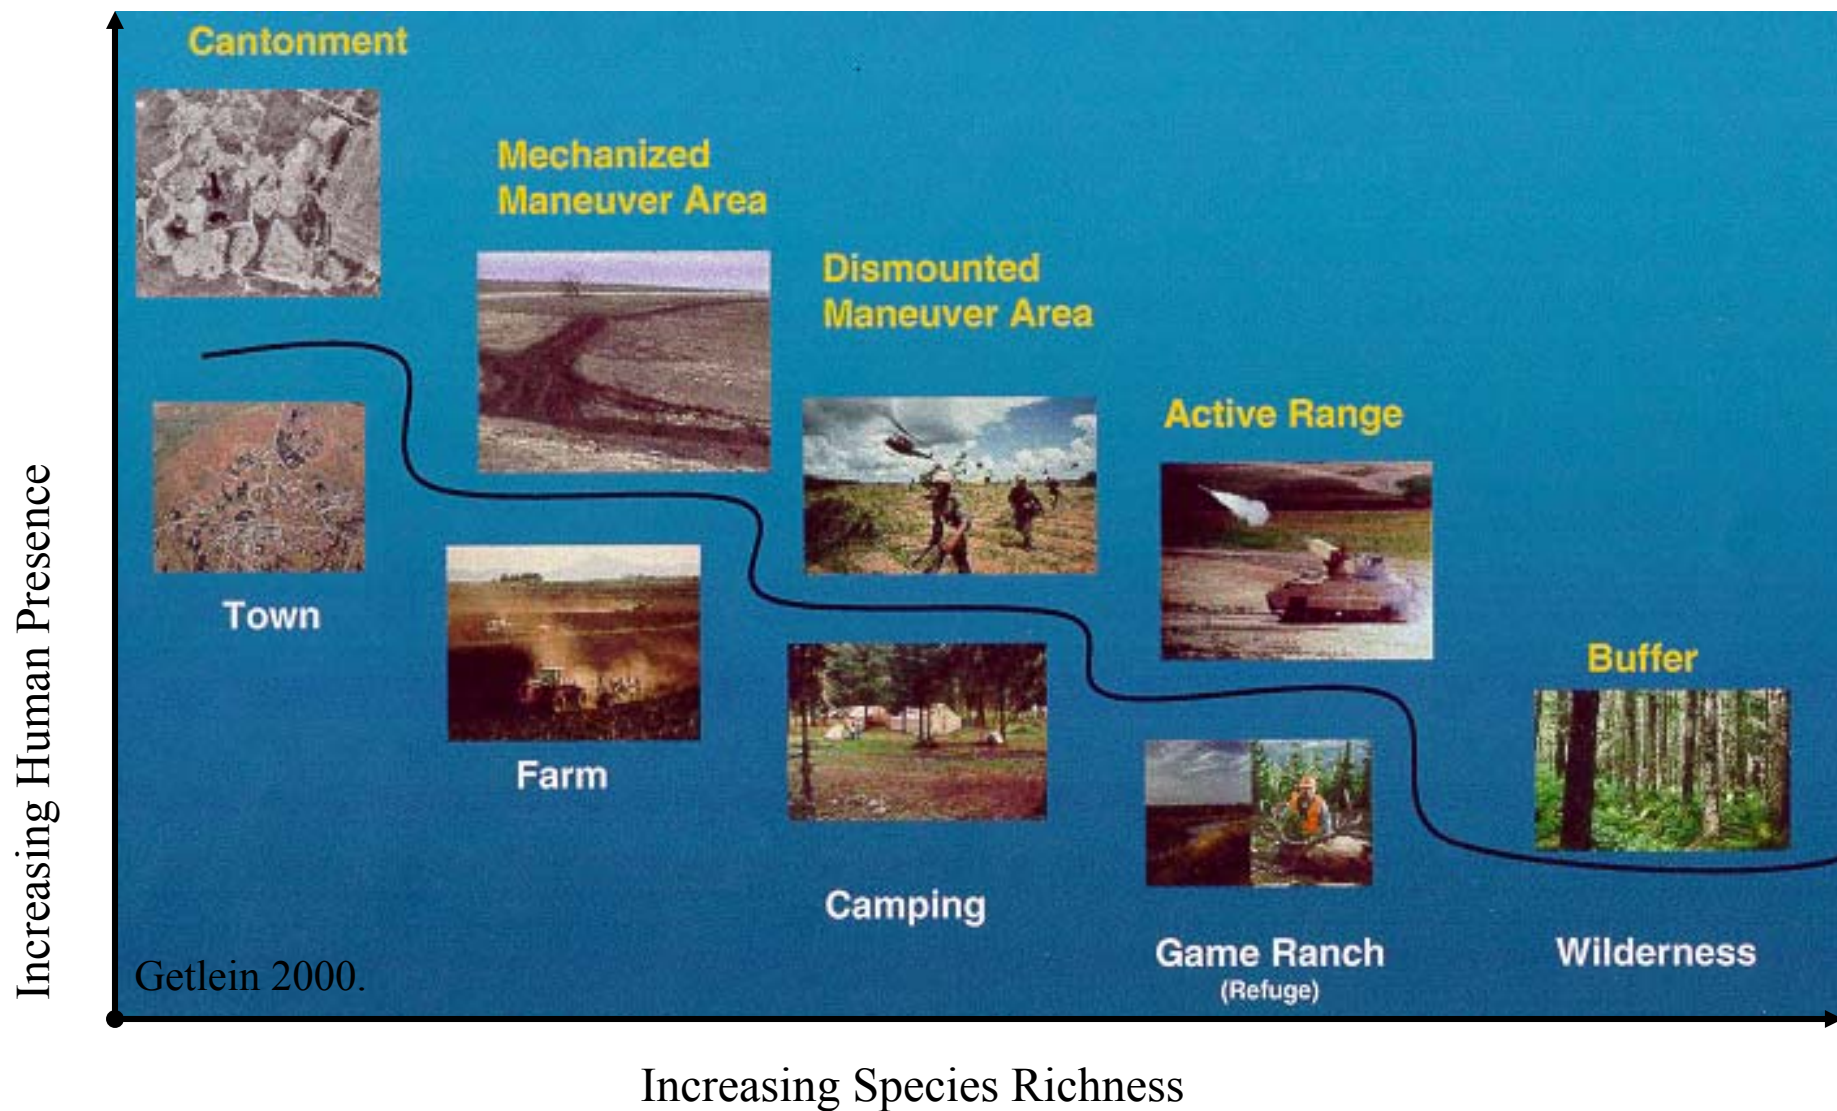 Cantonment
Mechanized
Maneuver Area
Dismounted
Maneuver Area
Active Range
Buffer
Town
Farm
Camping
Game Ranch
(Refuge)
Wilderness
Getlein 2000.
Increasing Human Presence
Increasing Species Richness